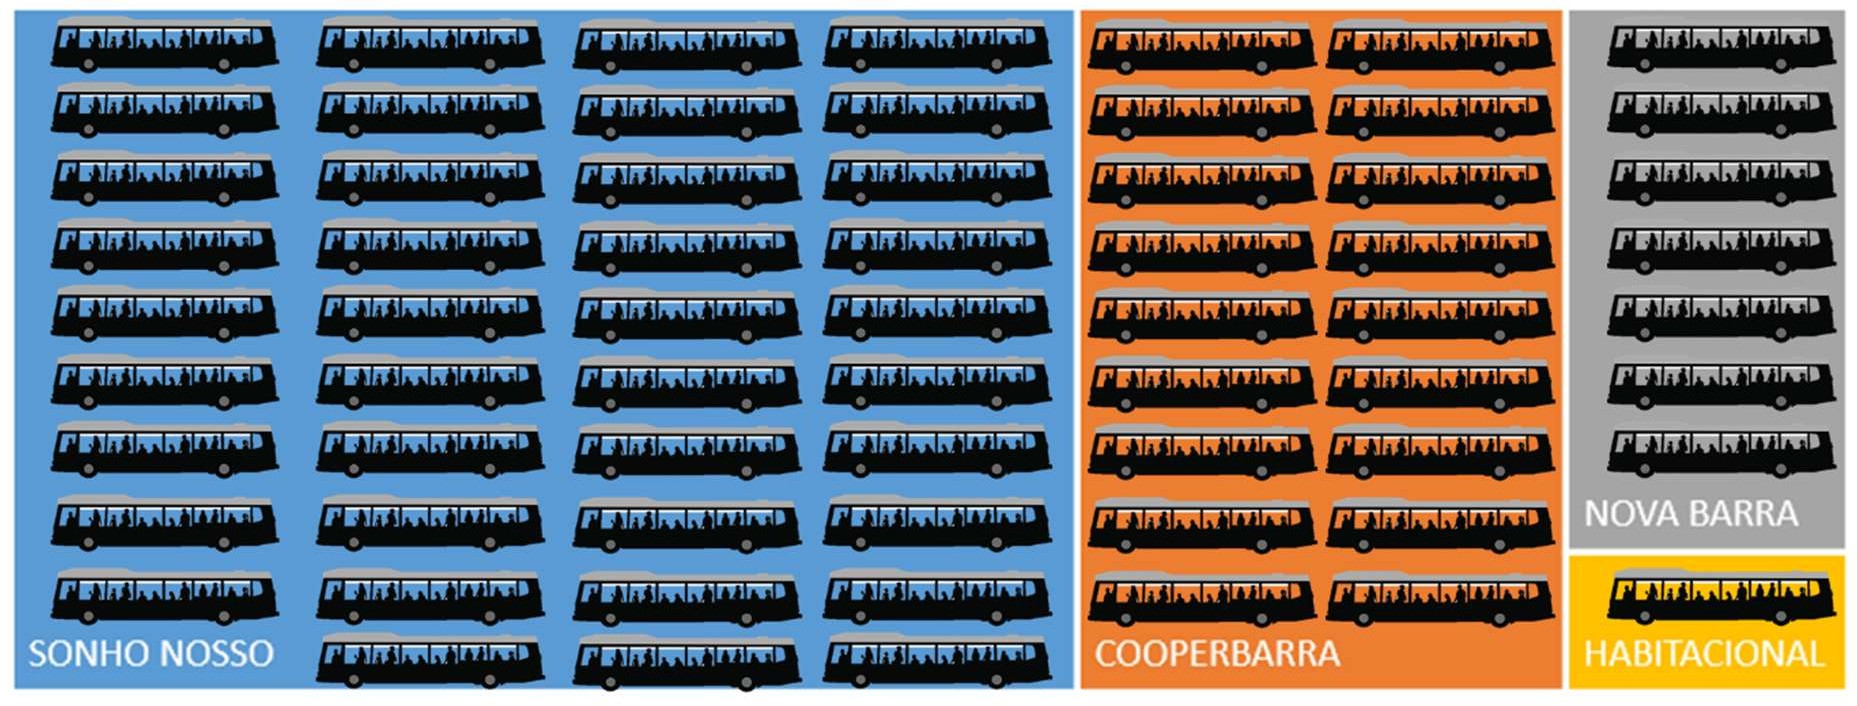 NOVA BARRA
SONHO NOSSO
COOPERBARRA
HABITACIONAL